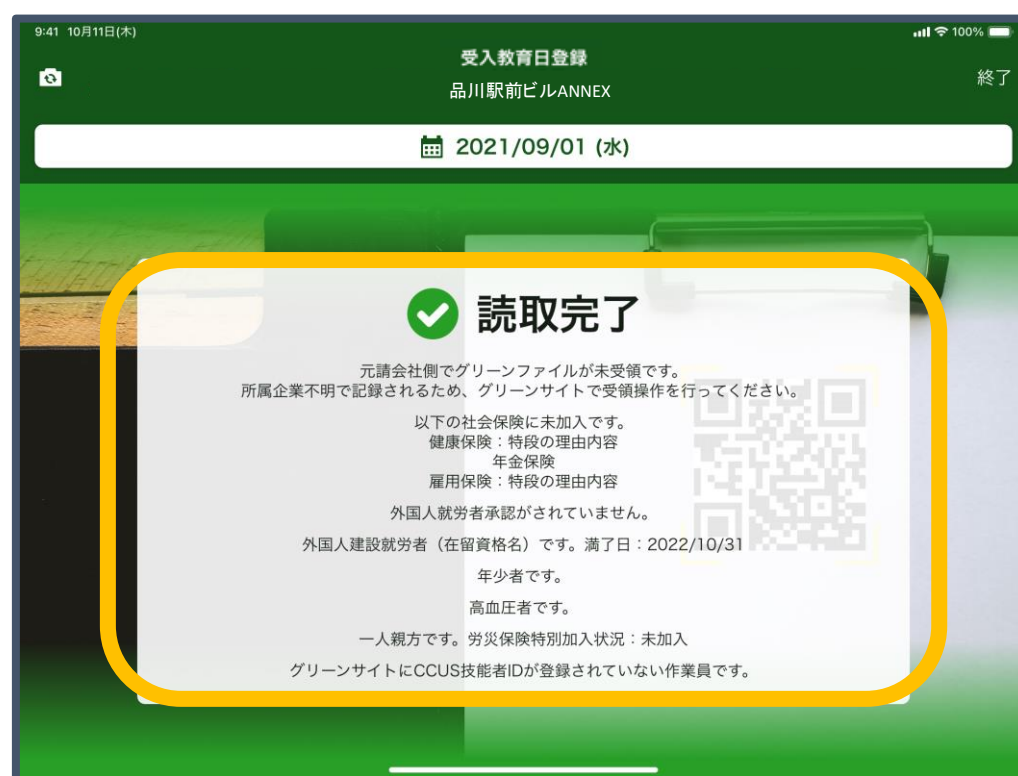 9:41 10月11日(木)
100%
受入教育日登録
品川駅前ビルANNEX
終了
2021/09/01 (水)
読取完了
元請会社側でグリーンファイルが未受領です。
所属企業不明で記録されるため、グリーンサイトで受領操作を行ってください。
以下の社会保険に未加入です。
健康保険：特段の理由内容
年金保険
雇用保険：特段の理由内容
外国人就労者承認がされていません。
外国人建設就労者（在留資格名）です。満了日：2022/10/31
年少者です。
高血圧者です。
一人親方です。労災保険特別加入状況：未加入
グリーンサイトにCCUS技能者IDが登録されていない作業員です。